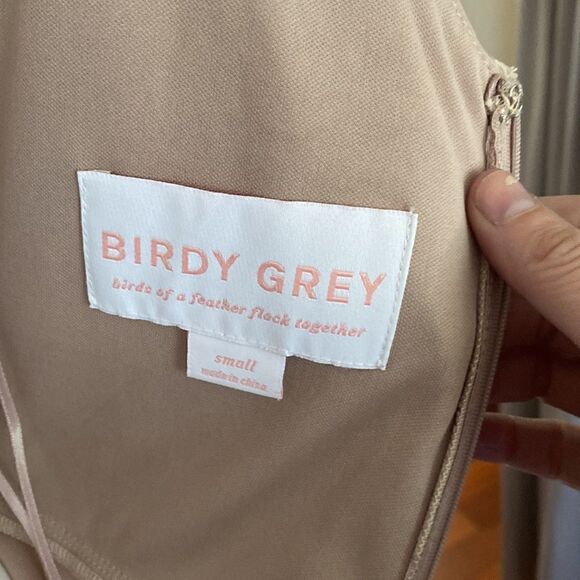 BIRDY GREY
birds of a feather flock together
small
made in china